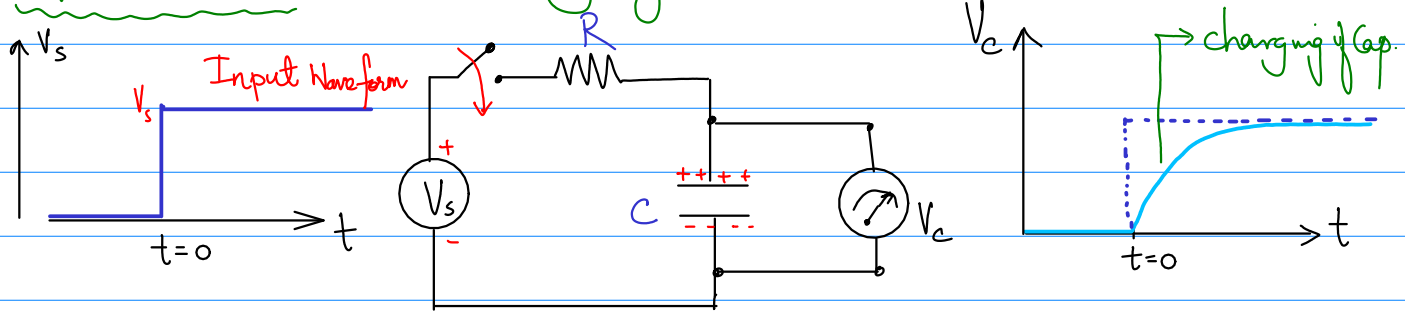 Vs
Input Waveform
Vs
t
t=0
R
+
Vs
-
C
+ + + +
- - - -
Vc
Vc
charging of Cap.
t
t=0